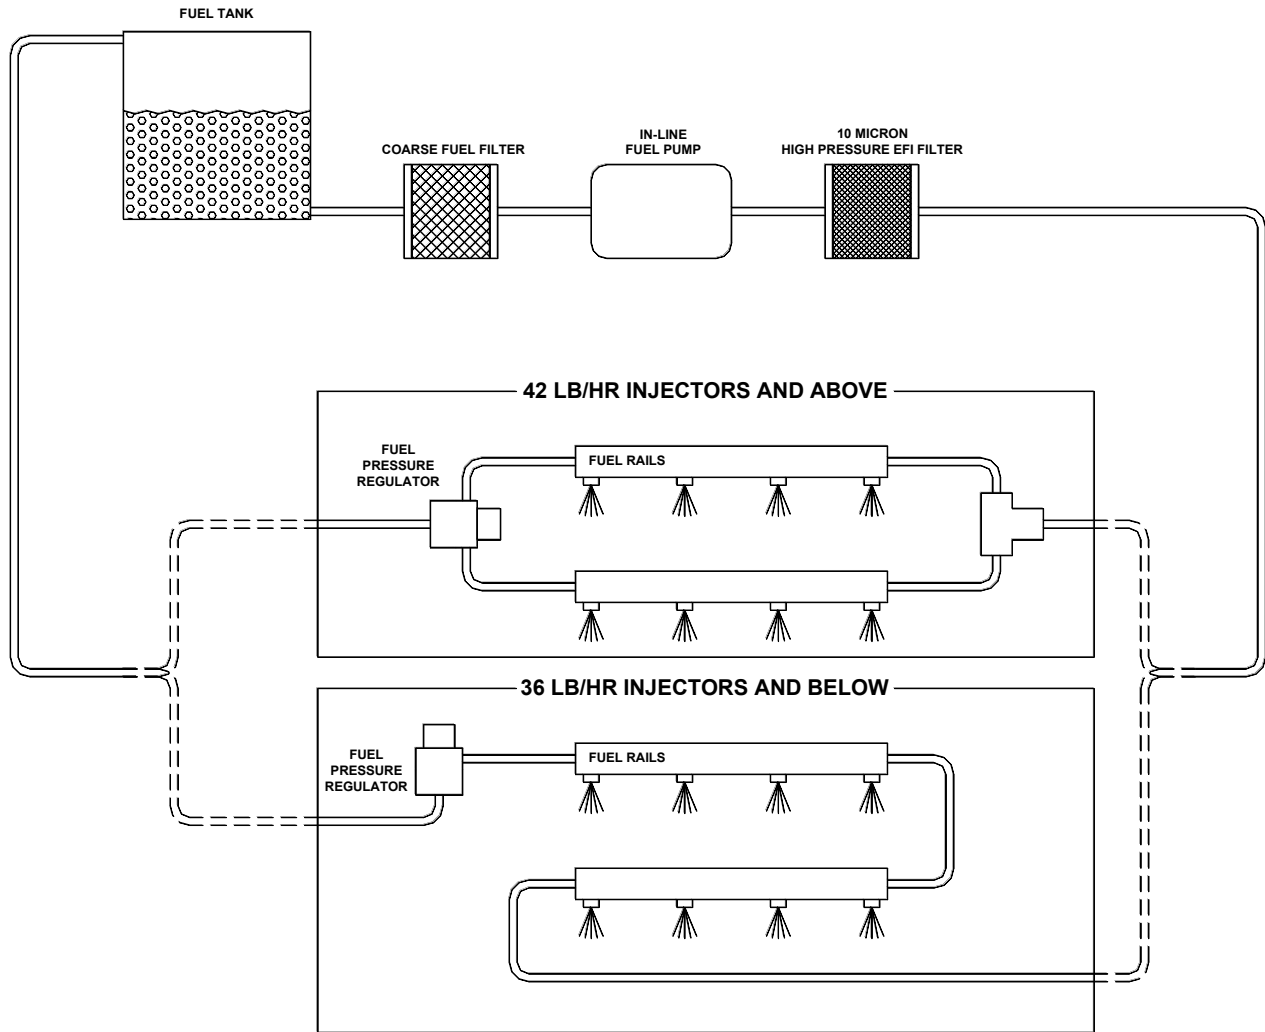 FUEL TANK
COARSE FUEL FILTER
IN-LINE
FUEL PUMP
10 MICRON
HIGH PRESSURE EFI FILTER
42 LB/HR INJECTORS AND ABOVE
FUEL
PRESSURE
REGULATOR
FUEL RAILS
36 LB/HR INJECTORS AND BELOW
FUEL
PRESSURE
REGULATOR
FUEL RAILS